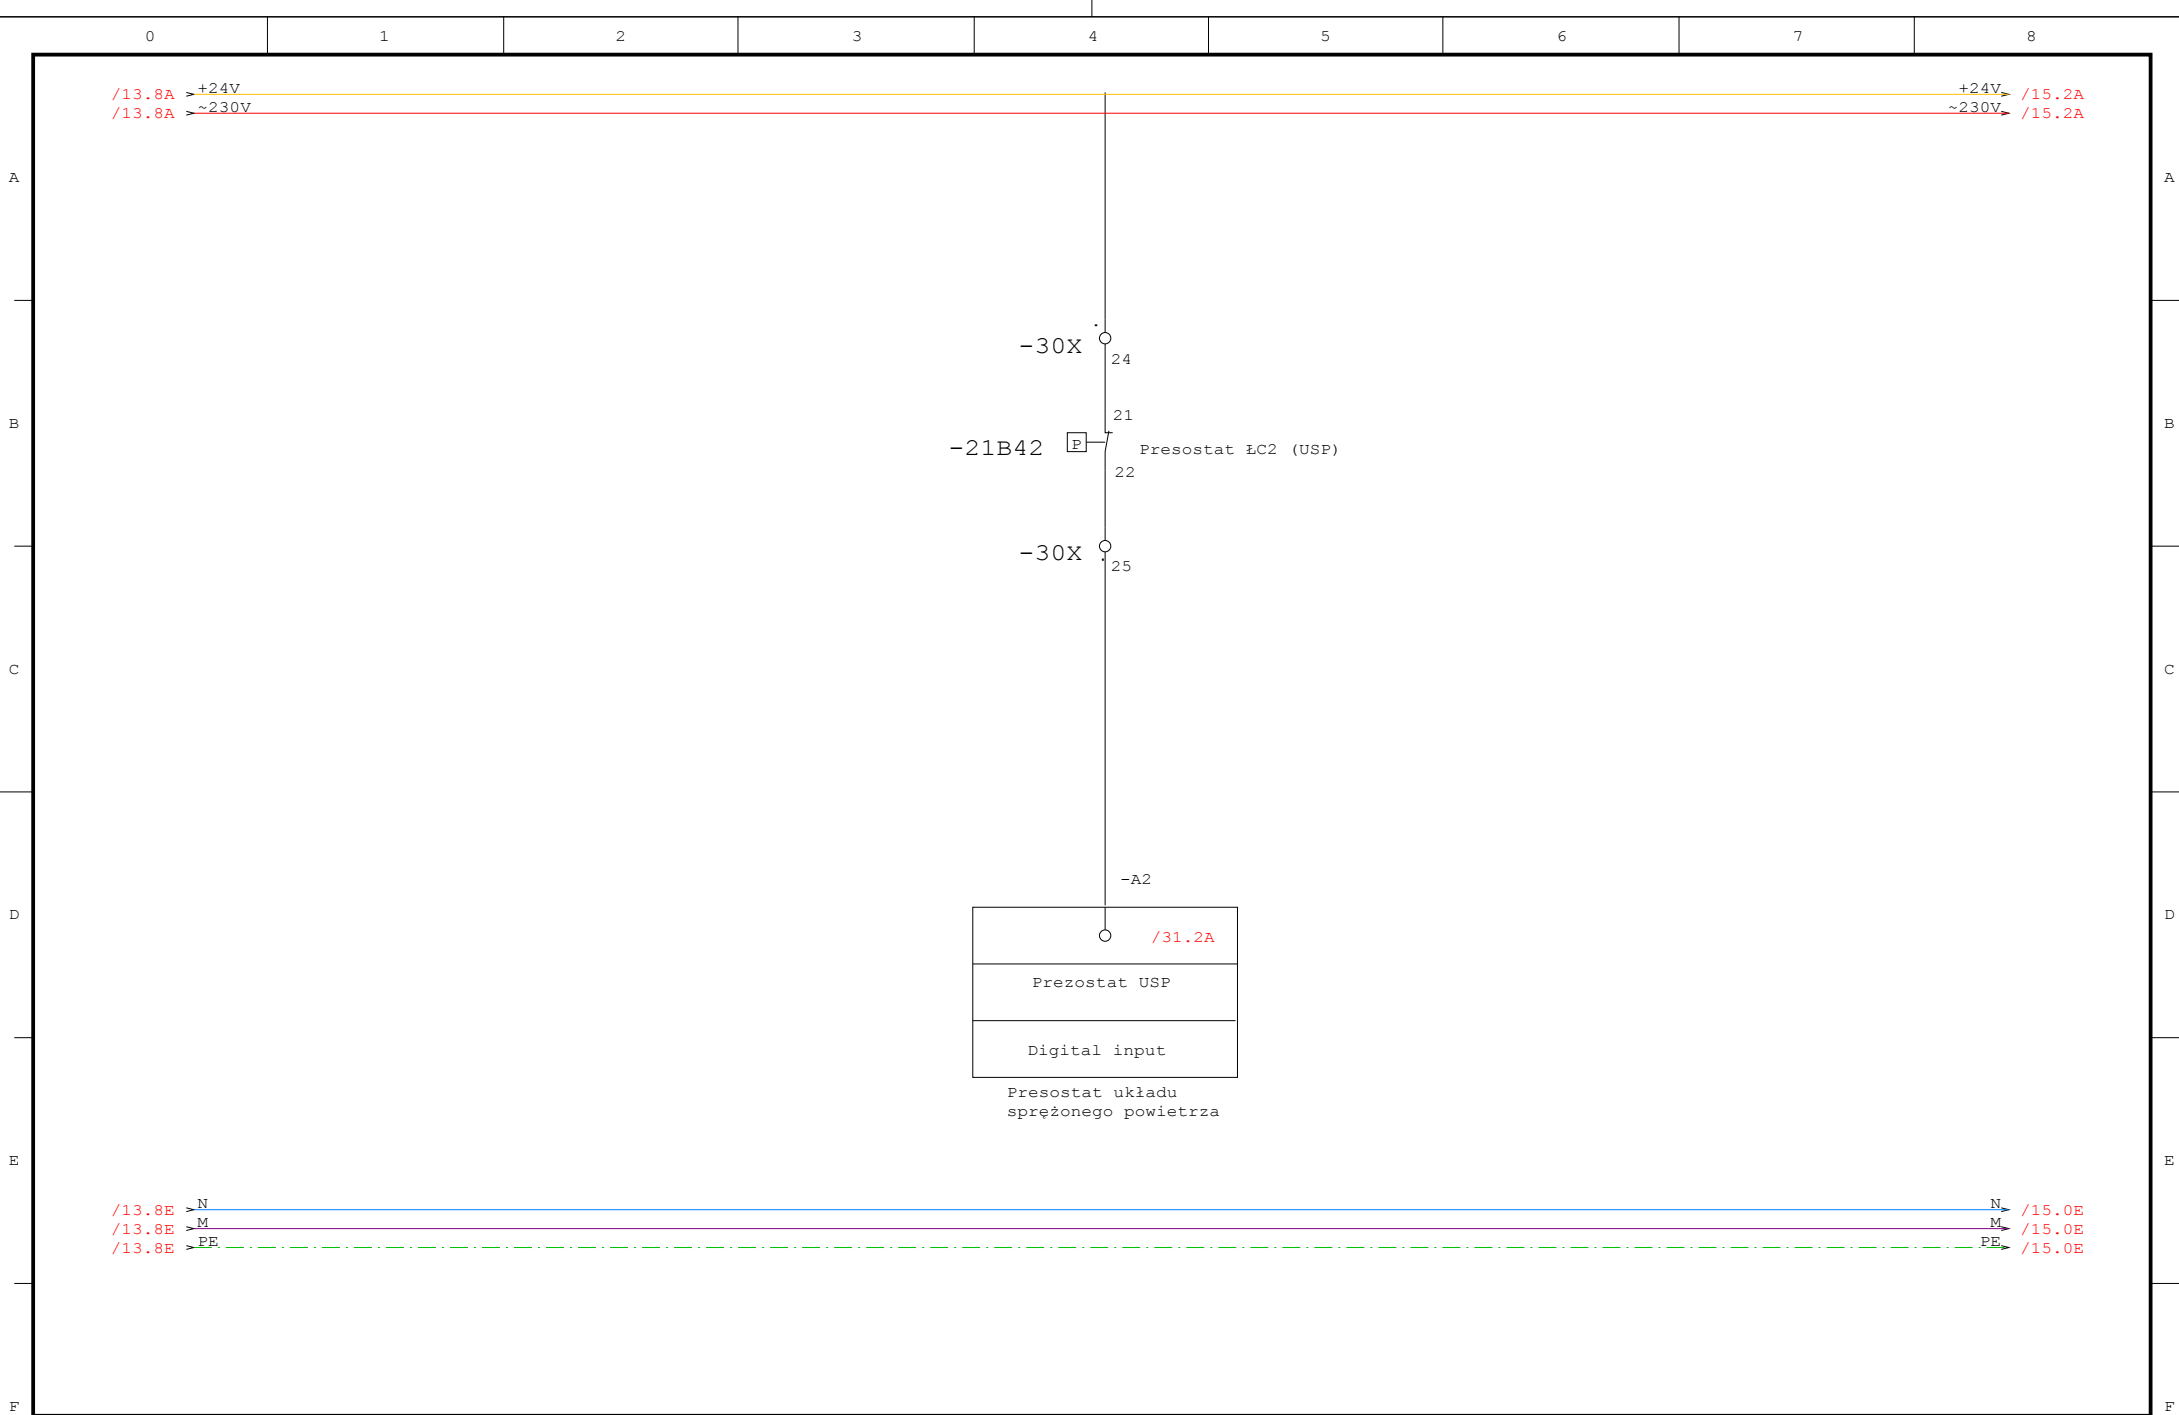 0 1 2 3 4 5 6 7 8
/13.8A +24V +24V /15.2A
/13.8A ~230V ~230V /15.2A
A A
-30X 24
21
B B
-21B42 P Presostat ŁC2 (USP)
22
-30X 25
C C
-A2
D D
/31.2A
Prezostat USP
Digital input
Presostat układu
sprężonego powietrza
E E
/13.8E N N /15.0E
/13.8E M M /15.0E
/13.8E PE PE /15.0E
F F